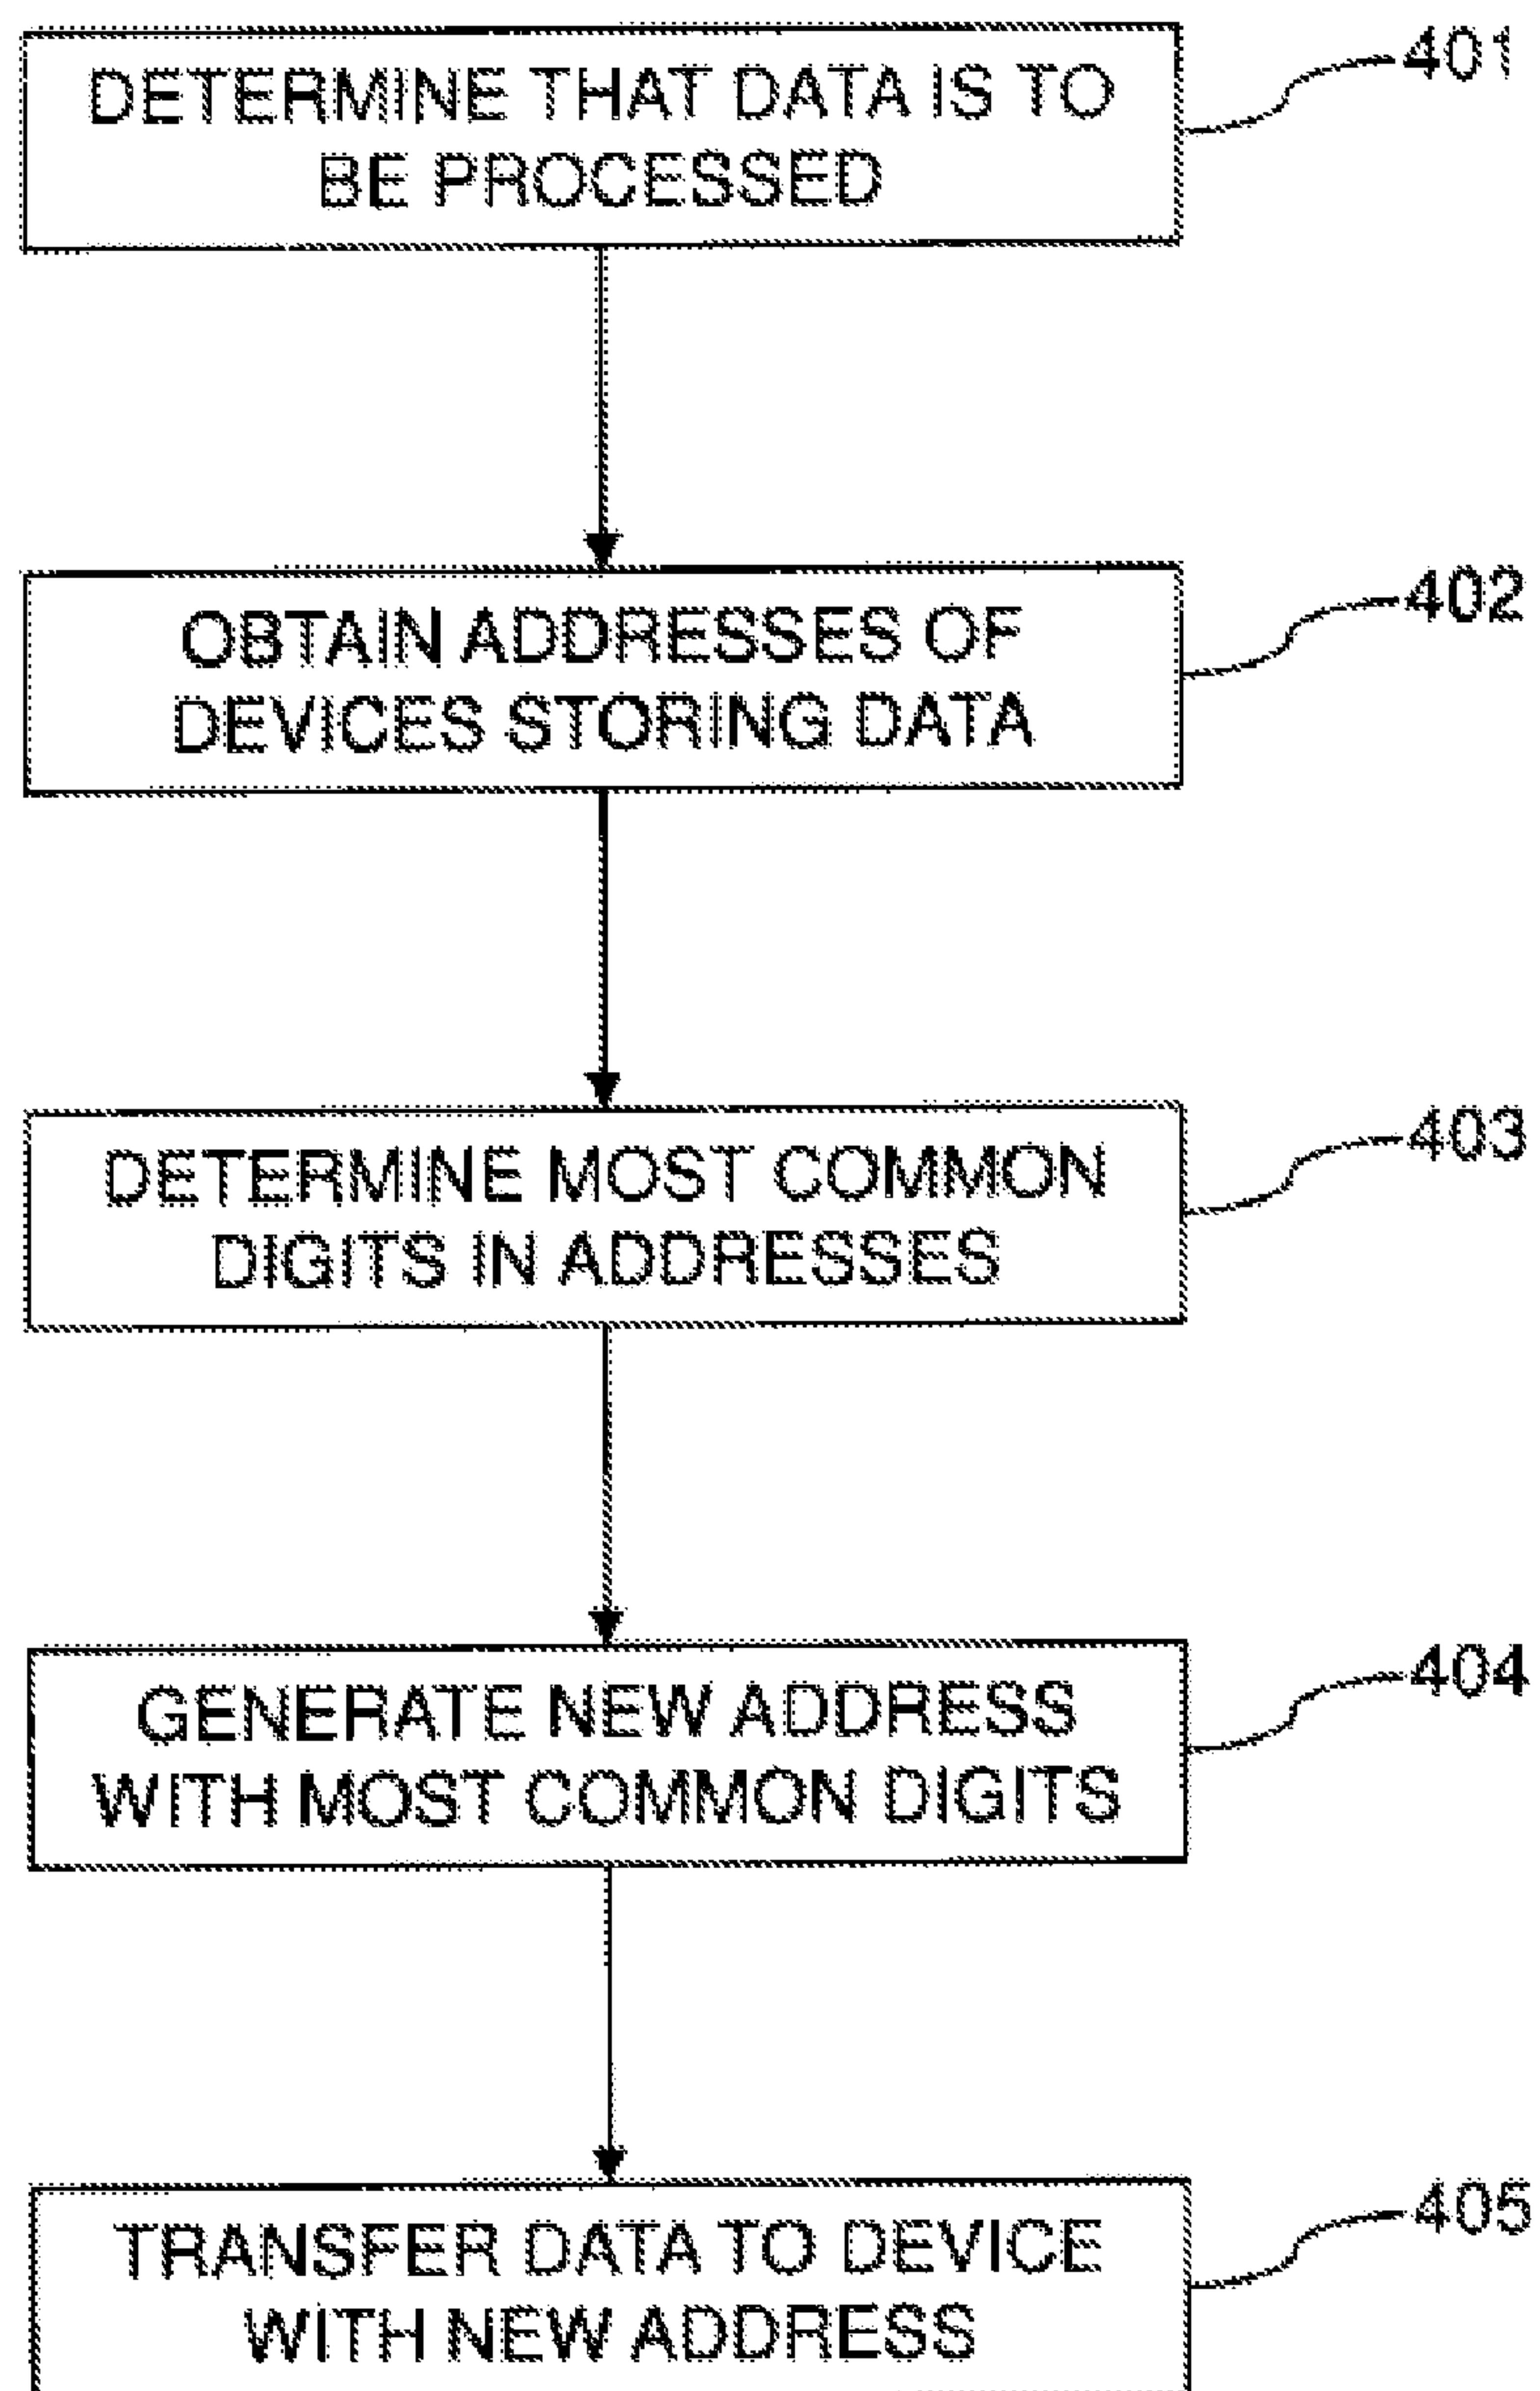 DETERMINE THAT DATA IS TO
BE PROCESSED
401
OBTAIN ADDRESSES OF
DEVICES STORING DATA
402
DETERMINE MOST COMMON
DIGITS IN ADDRESSES
403
GENERATE NEW ADDRESS
WITH MOST COMMON DIGITS
404
TRANSFER DATA TO DEVICE
WITH NEW ADDRESS
405